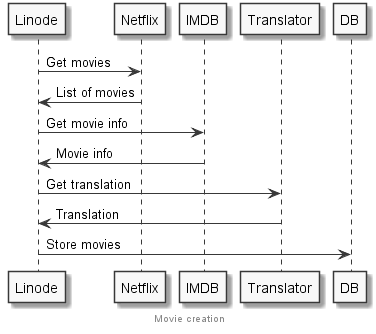 Linode Netflix IMDB Translator DB
Get movies
List of movies
Get movie info
Movie info
Get translation
Translation
Store movies
Linode Netflix IMDB Translator DB
Movie creation